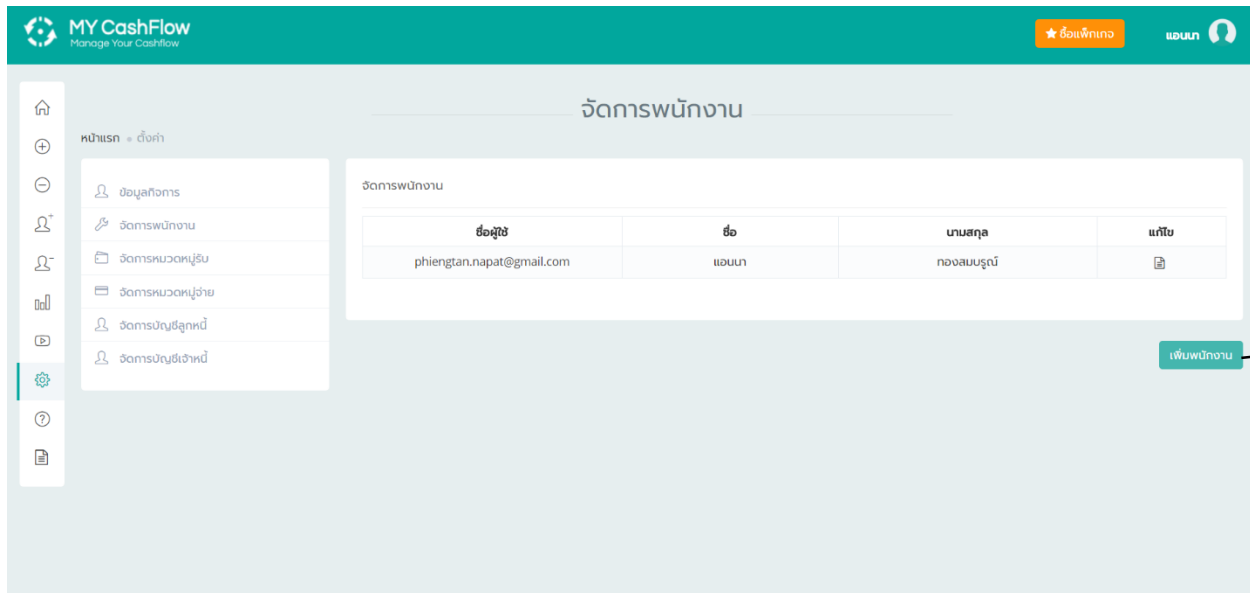 MY CashFlow
Manage Your Cashflow
ซื้อแพ็กเกจ
แอนนา
จัดการพนักงาน
หน้าแรก ตั้งค่า
ข้อมูลกิจการ
จัดการพนักงาน
จัดการหมวดหมู่รับ
จัดการหมวดหมู่จ่าย
จัดการบัญชีลูกหนี้
จัดการบัญชีเจ้าหนี้
จัดการพนักงาน
ชื่อผู้ใช้ ชื่อ นามสกุล แก้ไข
phiengtan.napat@gmail.com แอนนา ทองสมบรูณ์
เพิ่มพนักงาน